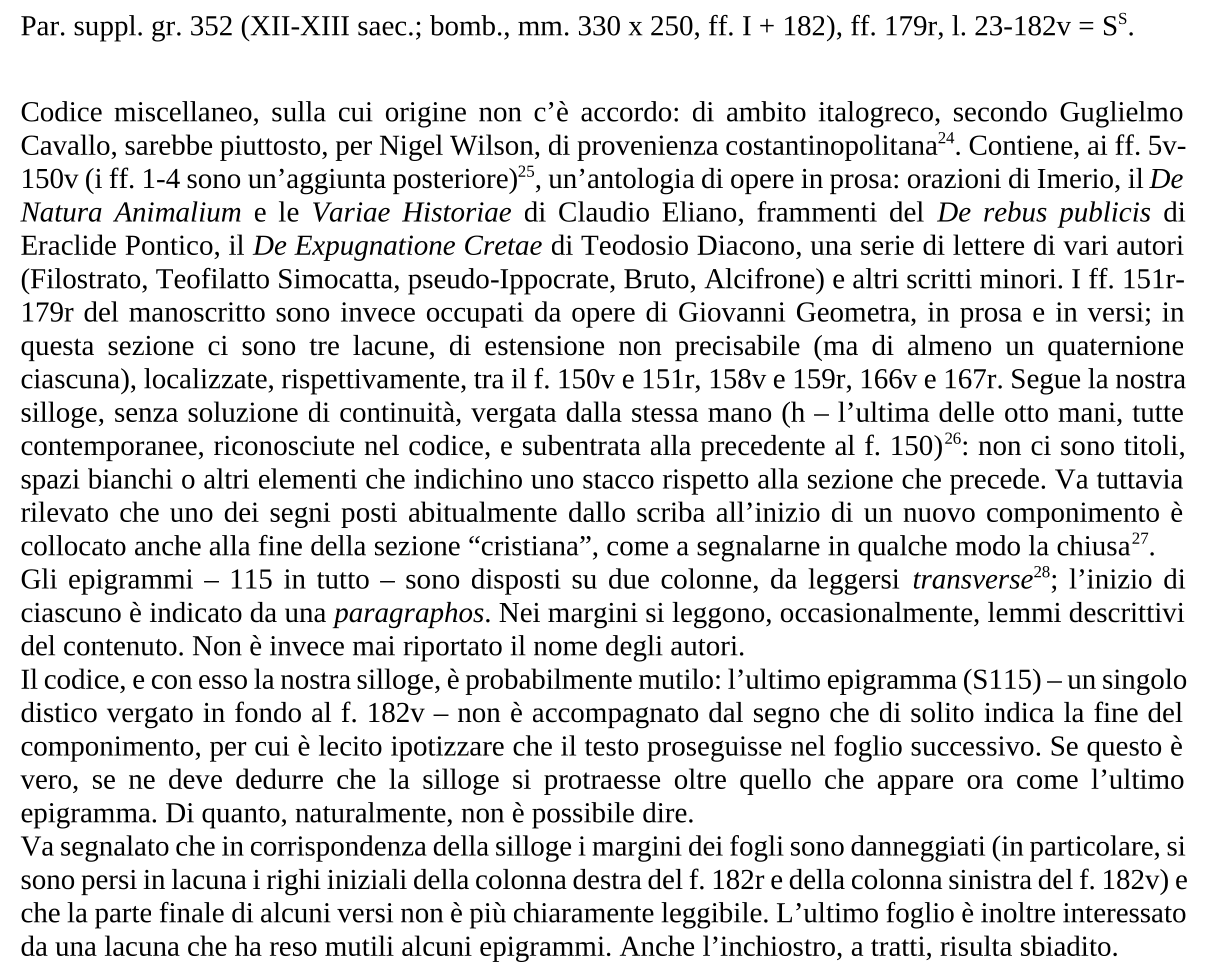 Par. suppl. gr. 352 (XII-XIII saec.; bomb., mm. 330 x 250, ff. I + 182), ff. 179r, l. 23-182v = Sˢ.
Codice miscellaneo, sulla cui origine non c’è accordo: di ambito italogreco, secondo Guglielmo
Cavallo, sarebbe piuttosto, per Nigel Wilson, di provenienza costantinopolitana²⁴. Contiene, ai ff. 5v-
150v (i ff. 1-4 sono un’aggiunta posteriore)²⁵, un’antologia di opere in prosa: orazioni di Imerio, il De
Natura Animalium e le Variae Historiae di Claudio Eliano, frammenti del De rebus publicis di
Eraclide Pontico, il De Expugnatione Cretae di Teodosio Diacono, una serie di lettere di vari autori
(Filostrato, Teofilatto Simocatta, pseudo-Ippocrate, Bruto, Alcifrone) e altri scritti minori. I ff. 151r-
179r del manoscritto sono invece occupati da opere di Giovanni Geometra, in prosa e in versi; in
questa sezione ci sono tre lacune, di estensione non precisabile (ma di almeno un quaternione
ciascuna), localizzate, rispettivamente, tra il f. 150v e 151r, 158v e 159r, 166v e 167r. Segue la nostra
silloge, senza soluzione di continuità, vergata dalla stessa mano (h – l’ultima delle otto mani, tutte
contemporanee, riconosciute nel codice, e subentrata alla precedente al f. 150)²⁶: non ci sono titoli,
spazi bianchi o altri elementi che indichino uno stacco rispetto alla sezione che precede. Va tuttavia
rilevato che uno dei segni posti abitualmente dallo scriba all’inizio di un nuovo componimento è
collocato anche alla fine della sezione “cristiana”, come a segnalarne in qualche modo la chiusa²⁷.
Gli epigrammi – 115 in tutto – sono disposti su due colonne, da leggersi transverse²⁸; l’inizio di
ciascuno è indicato da una paragraphos. Nei margini si leggono, occasionalmente, lemmi descrittivi
del contenuto. Non è invece mai riportato il nome degli autori.
Il codice, e con esso la nostra silloge, è probabilmente mutilo: l’ultimo epigramma (S115) – un singolo
distico vergato in fondo al f. 182v – non è accompagnato dal segno che di solito indica la fine del
componimento, per cui è lecito ipotizzare che il testo proseguisse nel foglio successivo. Se questo è
vero, se ne deve dedurre che la silloge si protraesse oltre quello che appare ora come l’ultimo
epigramma. Di quanto, naturalmente, non è possibile dire.
Va segnalato che in corrispondenza della silloge i margini dei fogli sono danneggiati (in particolare, si
sono persi in lacuna i righi iniziali della colonna destra del f. 182r e della colonna sinistra del f. 182v) e
che la parte finale di alcuni versi non è più chiaramente leggibile. L’ultimo foglio è inoltre interessato
da una lacuna che ha reso mutili alcuni epigrammi. Anche l’inchiostro, a tratti, risulta sbiadito.